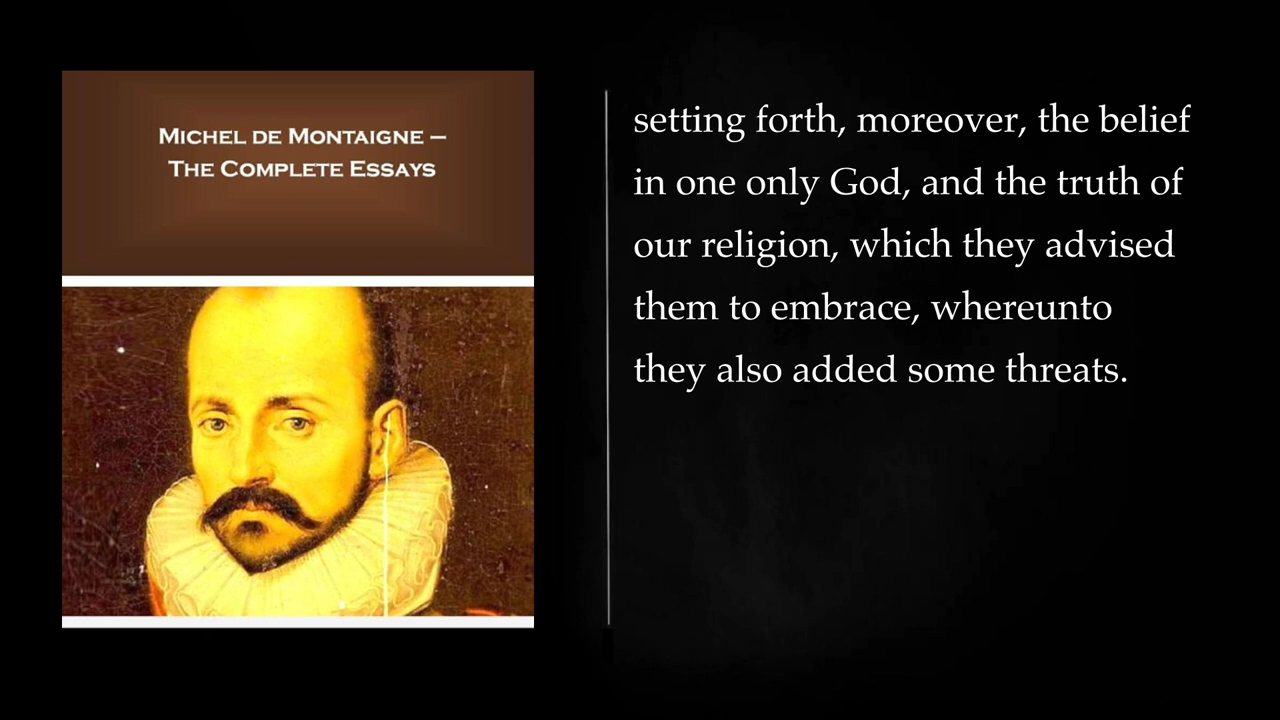 MICHEL DE MONTAIGNE –
THE COMPLETE ESSAYS
setting forth, moreover, the belief
in one only God, and the truth of
our religion, which they advised
them to embrace, whereunto
they also added some threats.